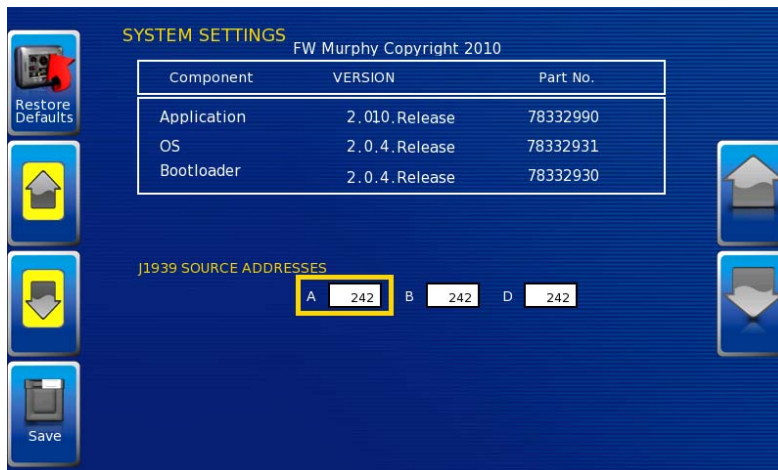 SYSTEM SETTINGS
FW Murphy Copyright 2010
Component VERSION Part No.
Restore
Defaults
Application 2.010.Release 78332990
OS 2.0.4.Release 78332931
Bootloader 2.0.4.Release 78332930
J1939 SOURCE ADDRESSES
A 242 B 242 D 242
Save